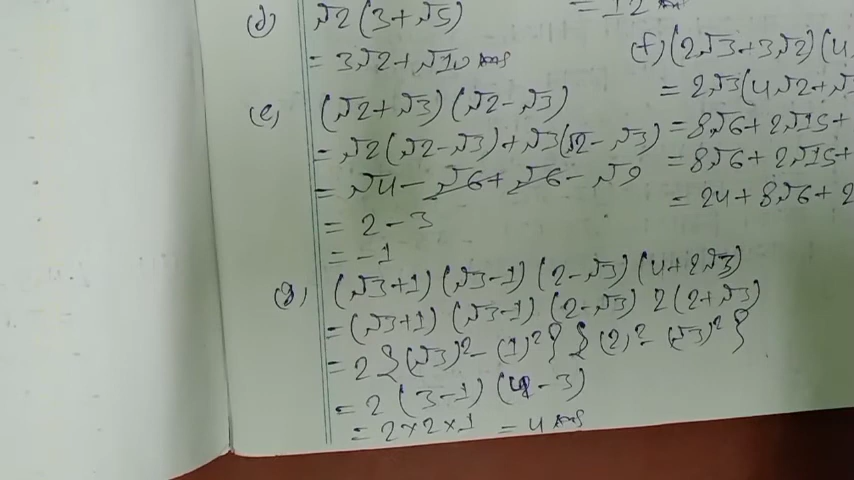 (d) √2 (3+√5)
= 3√2+√10 Ans
(e) (√2+√3) (√2-√3)
= √2 (√2-√3) + √3 (√2-√3)
= √4 - √6 + √6 - √9
= 2 - 3
= -1
(g) (√3+1) (√3-1) (2-√3) (4+2√3)
= (√3+1) (√3-1) (2-√3) 2(2+√3)
= 2 {(√3)² - (1)²} {(2)² - (√3)²}
= 2 (3-1) (4-3)
= 2×2×1 = 4 Ans
= 12
(f) (2√3+3√2) (4
= 2√3(4√2+√
= 8√6+2√15+
= 8√6+2√15+
= 24+8√6+2